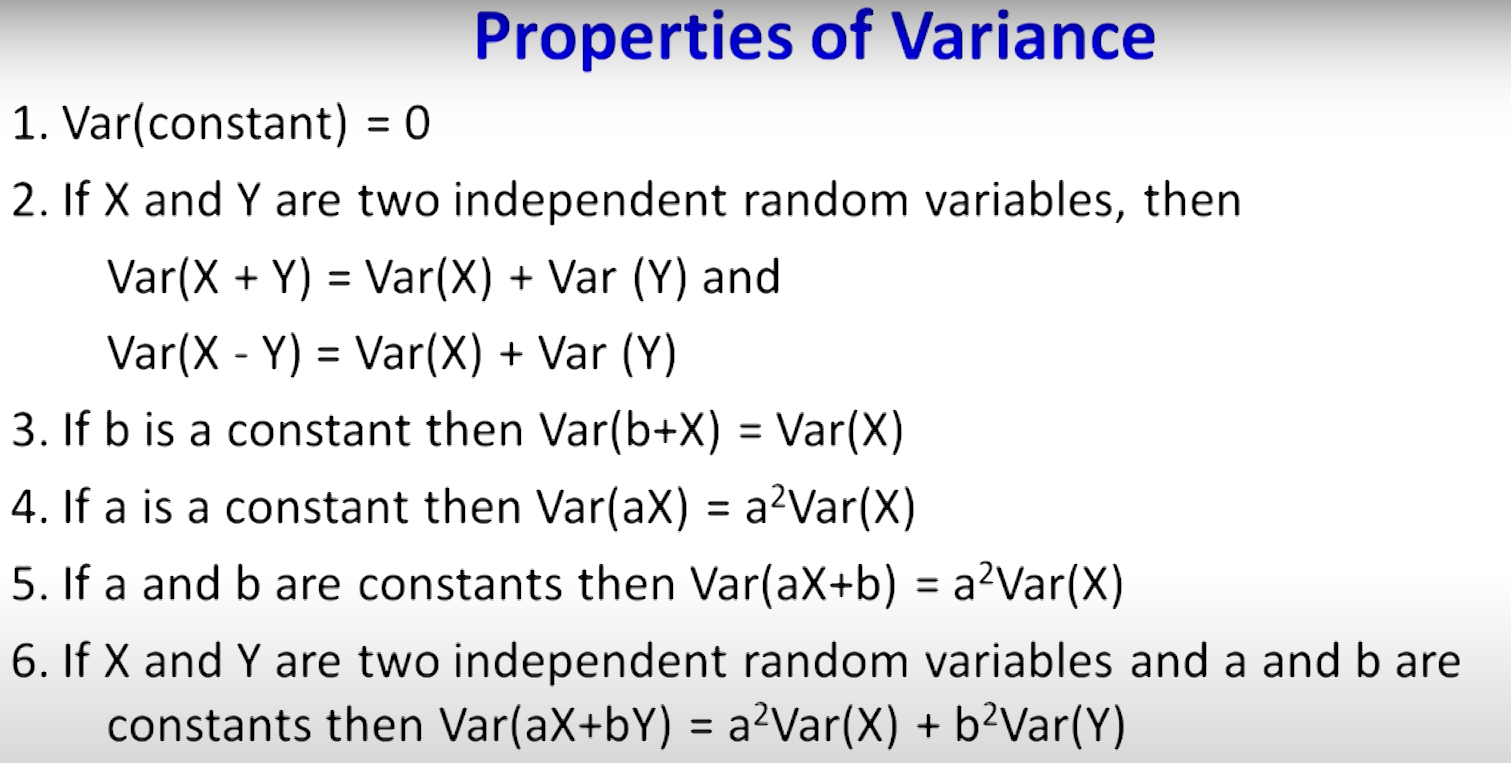 Properties of Variance
1. Var(constant) = 0
2. If X and Y are two independent random variables, then
Var(X + Y) = Var(X) + Var (Y) and
Var(X - Y) = Var(X) + Var (Y)
3. If b is a constant then Var(b+X) = Var(X)
4. If a is a constant then Var(aX) = a²Var(X)
5. If a and b are constants then Var(aX+b) = a²Var(X)
6. If X and Y are two independent random variables and a and b are
constants then Var(aX+bY) = a²Var(X) + b²Var(Y)